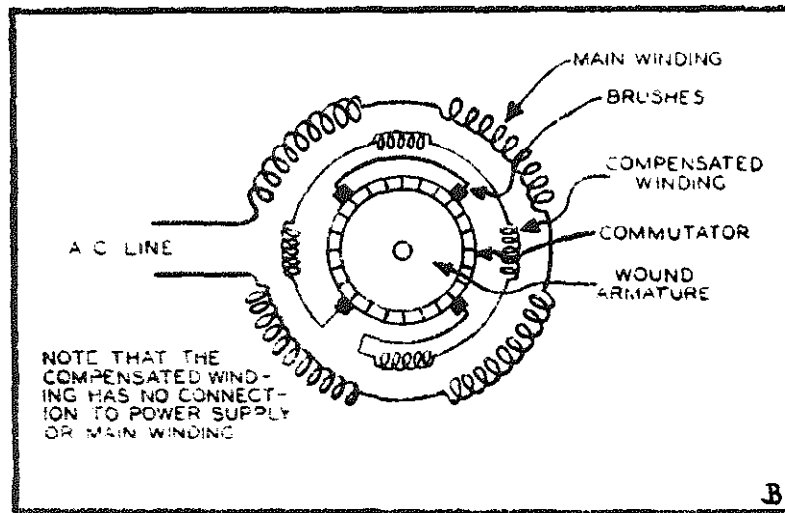 MAIN WINDING
BRUSHES
COMPENSATED
WINDING
COMMUTATOR
WOUND
ARMATURE
A C LINE
NOTE THAT THE
COMPENSATED WIND-
ING HAS NO CONNECT-
ION TO POWER SUPPLY
OR MAIN WINDING
B